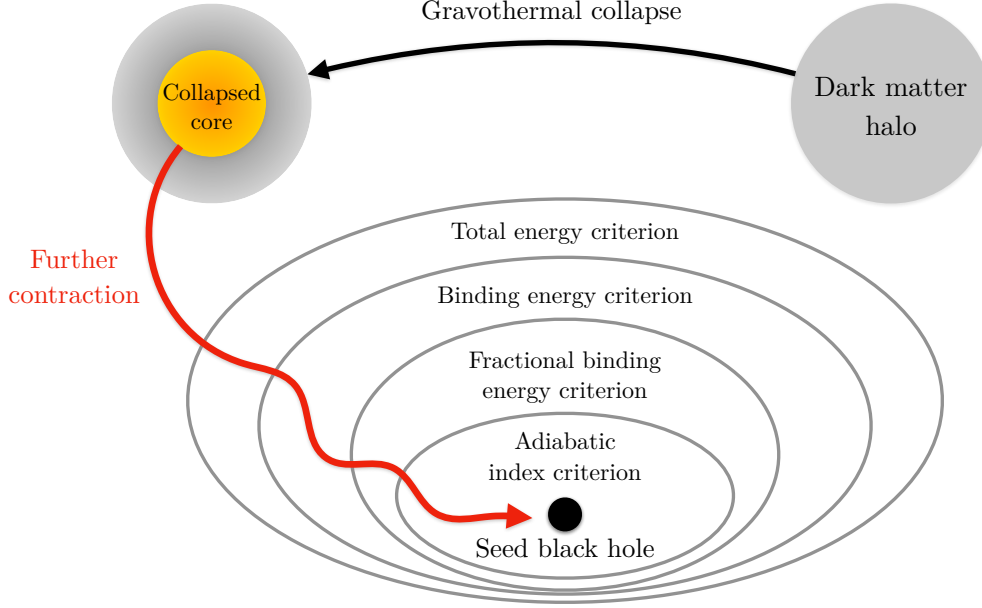 Gravothermal collapse
Collapsed
core
Dark matter
halo
Total energy criterion
Further
contraction
Binding energy criterion
Fractional binding
energy criterion
Adiabatic
index criterion
Seed black hole